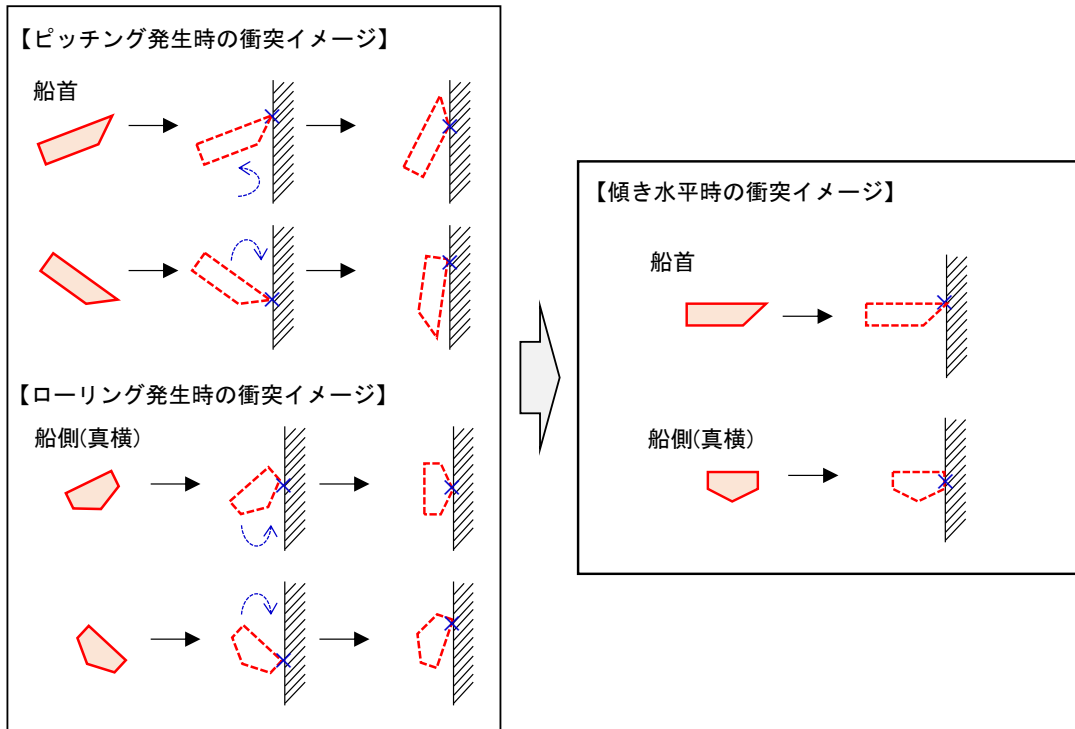 【ピッチング発生時の衝突イメージ】
船首
【ローリング発生時の衝突イメージ】
船側(真横)
【傾き水平時の衝突イメージ】
船首
船側(真横)